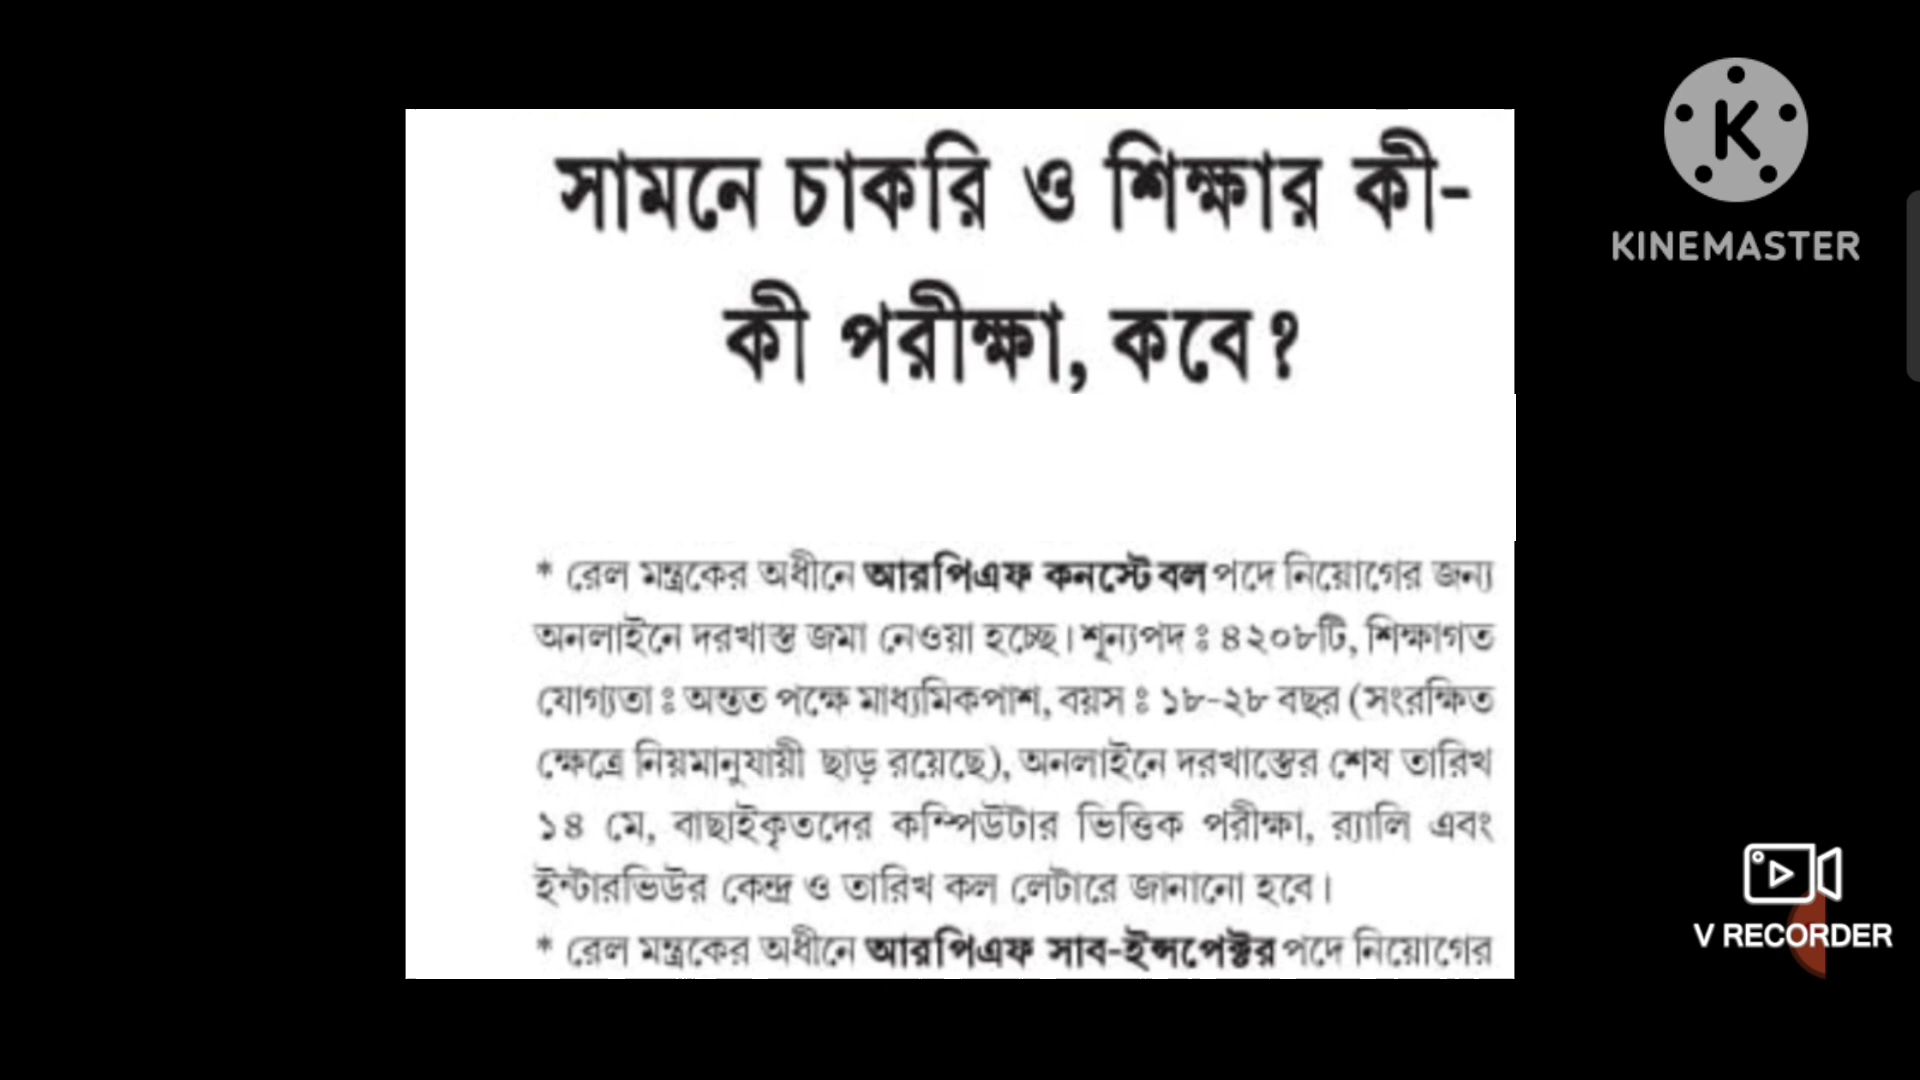 সামনে চাকরি ও শিক্ষার কী-
কী পরীক্ষা, কবে?
* রেল মন্ত্রকের অধীনে আরপিএফ কনস্টেবল পদে নিয়োগের জন্য
অনলাইনে দরখাস্ত জমা নেওয়া হচ্ছে। শূন্যপদ ঃ ৪২০৮টি, শিক্ষাগত
যোগ্যতা ঃ অন্তত পক্ষে মাধ্যমিকপাশ, বয়স ঃ ১৮-২৮ বছর (সংরক্ষিত
ক্ষেত্রে নিয়মানুযায়ী ছাড় রয়েছে), অনলাইনে দরখাস্তের শেষ তারিখ
১৪ মে, বাছাইকৃতদের কম্পিউটার ভিত্তিক পরীক্ষা, র‍্যালি এবং
ইন্টারভিউর কেন্দ্র ও তারিখ কল লেটারে জানানো হবে।
* রেল মন্ত্রকের অধীনে আরপিএফ সাব-ইন্সপেক্টর পদে নিয়োগের
K
KINEMASTER
V RECORDER